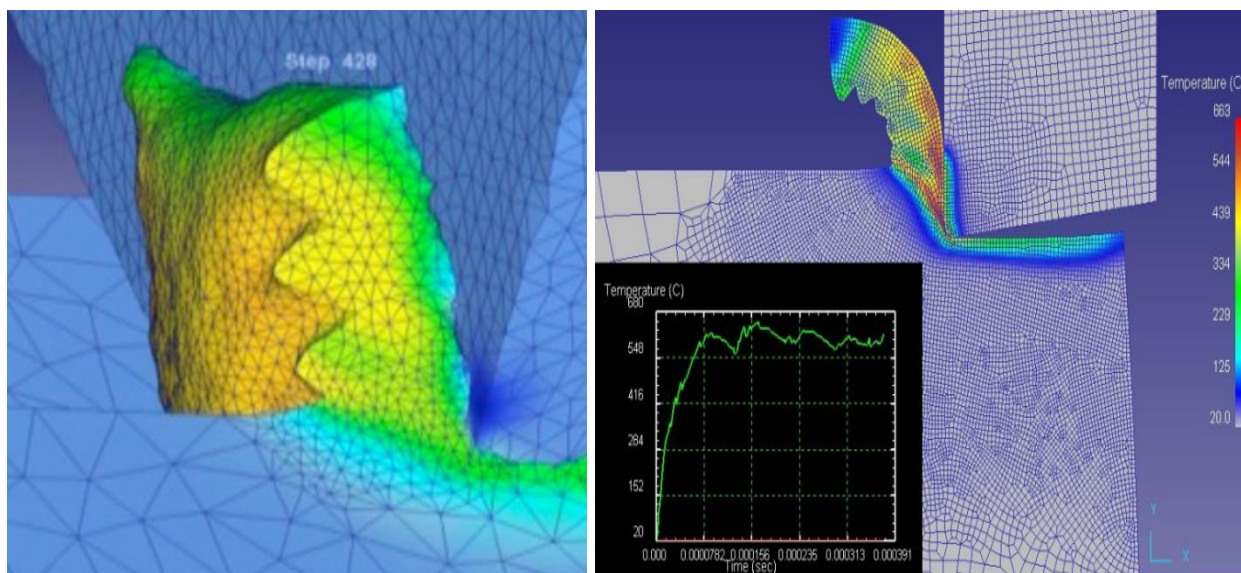 Step 428
Temperature (C
663
544
439
334
229
125
20.0
Temperature (C)
680
548
416
284
152
20
0.000 0.0000782 0.000156 0.000235 0.000313 0.000391
Time (sec)
Y
X